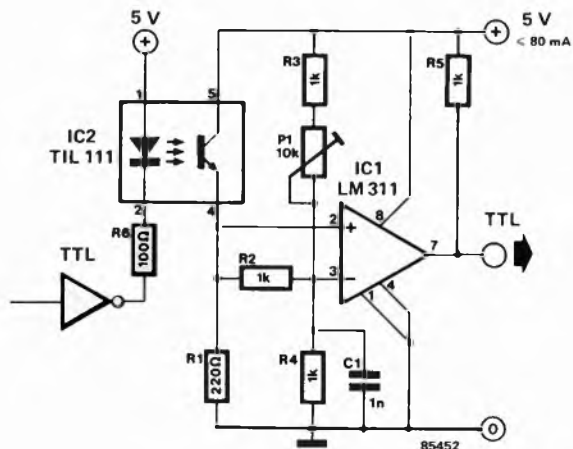 5 V
5 V
≤ 80 mA
R3
1k
R5
1k
1
5
IC2
TIL 111
P1
10k
IC1
LM 311
2
4
8
2
+
7
TTL
TTL
R6
100Ω
R2
1k
3
−
1
4
R1
220Ω
R4
1k
C1
1n
0
85452